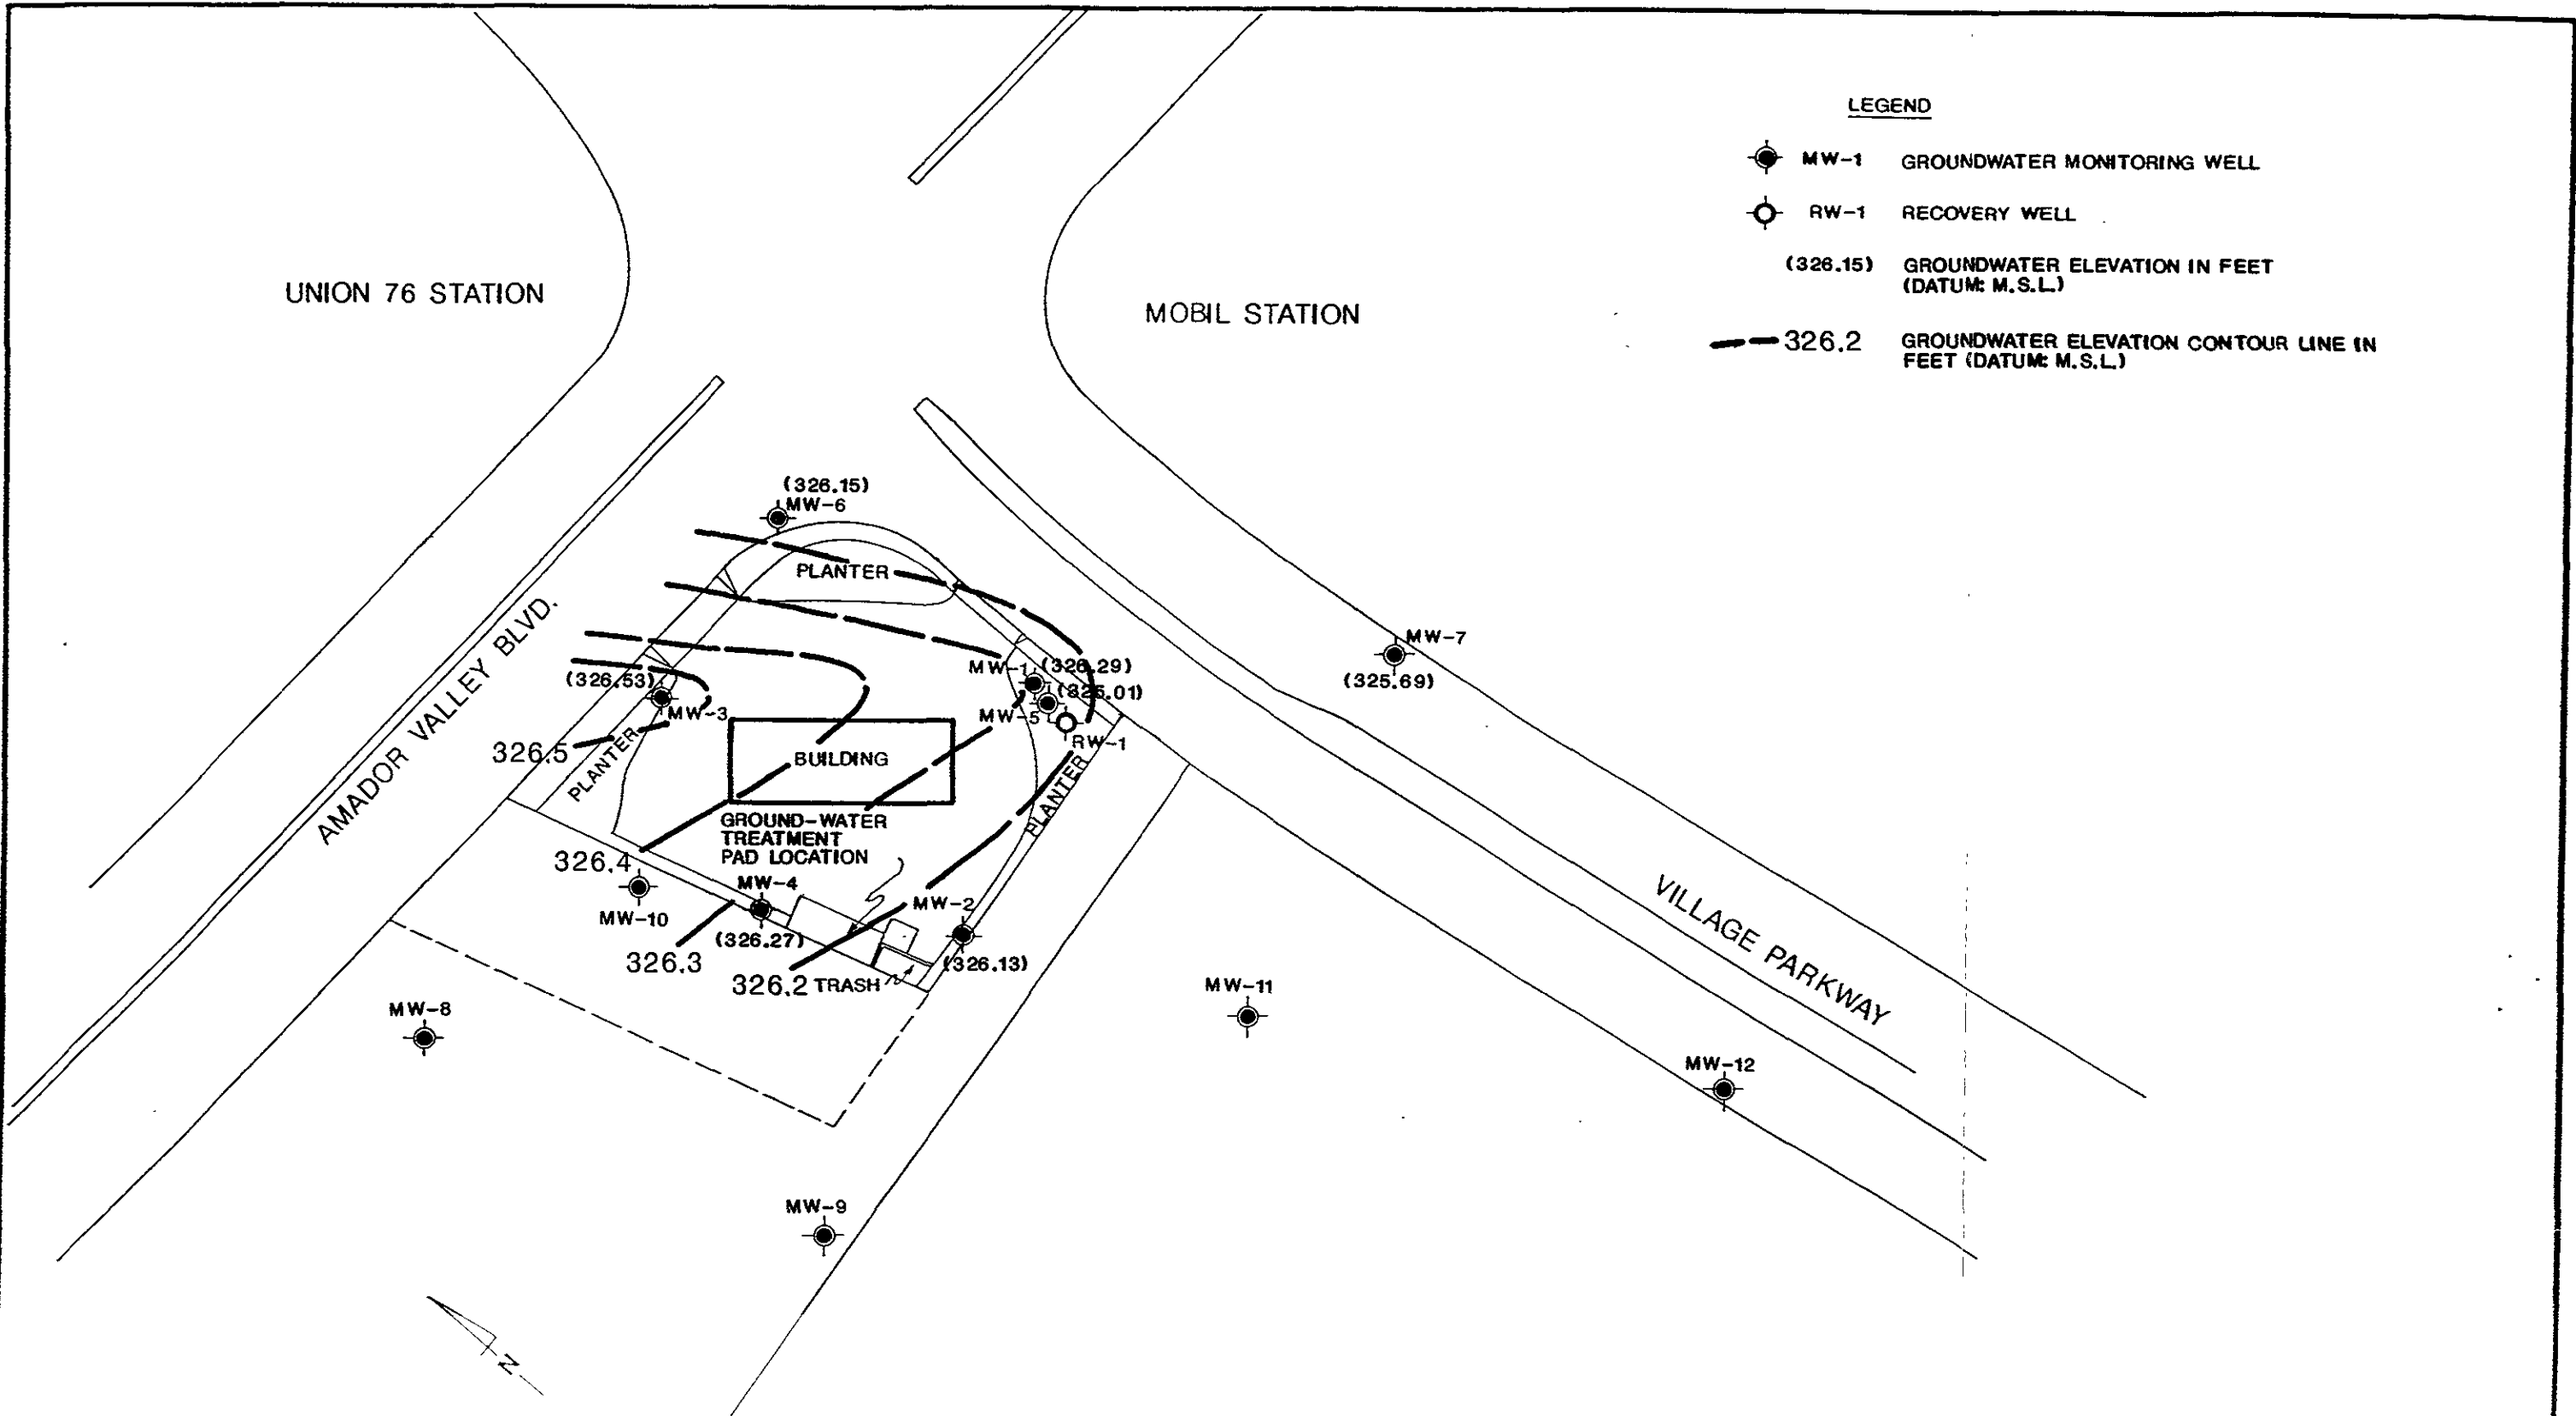 LEGEND
MW-1 GROUNDWATER MONITORING WELL
RW-1 RECOVERY WELL
(326.15) GROUNDWATER ELEVATION IN FEET
(DATUM: M.S.L.)
326.2 GROUNDWATER ELEVATION CONTOUR LINE IN
FEET (DATUM: M.S.L.)
UNION 76 STATION
MOBIL STATION
(326.15)
MW-6
PLANTER
AMADOR VALLEY BLVD.
MW-7
(325.69)
MW-1 (326.29)
(326.53)
(326.01)
MW-3
MW-5
RW-1
326.5
PLANTER
BUILDING
PLANTER
GROUND-WATER
TREATMENT
PAD LOCATION
326.4
MW-4
MW-10
MW-2
(326.27)
326.3
(326.13)
326.2 TRASH
VILLAGE PARKWAY
MW-8
MW-11
MW-12
MW-9
N